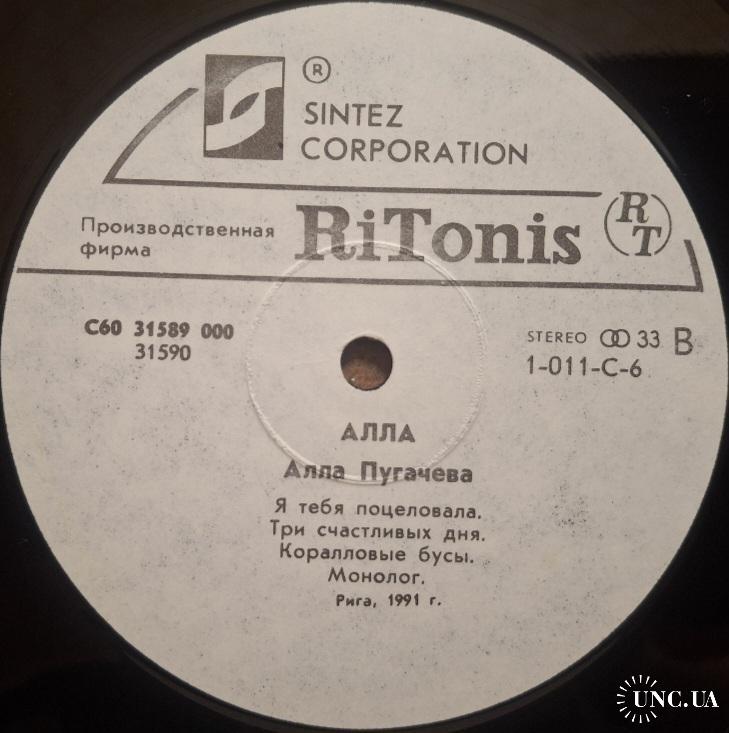 ®
SINTEZ
CORPORATION
Производственная
фирма
RiTonis
RT
С60 31589 000
31590
STEREO 33 B
1-011-C-6
АЛЛА
Алла Пугачева
Я тебя поцеловала.
Три счастливых дня.
Коралловые бусы.
Монолог.
Рига, 1991 г.
UNC.UA